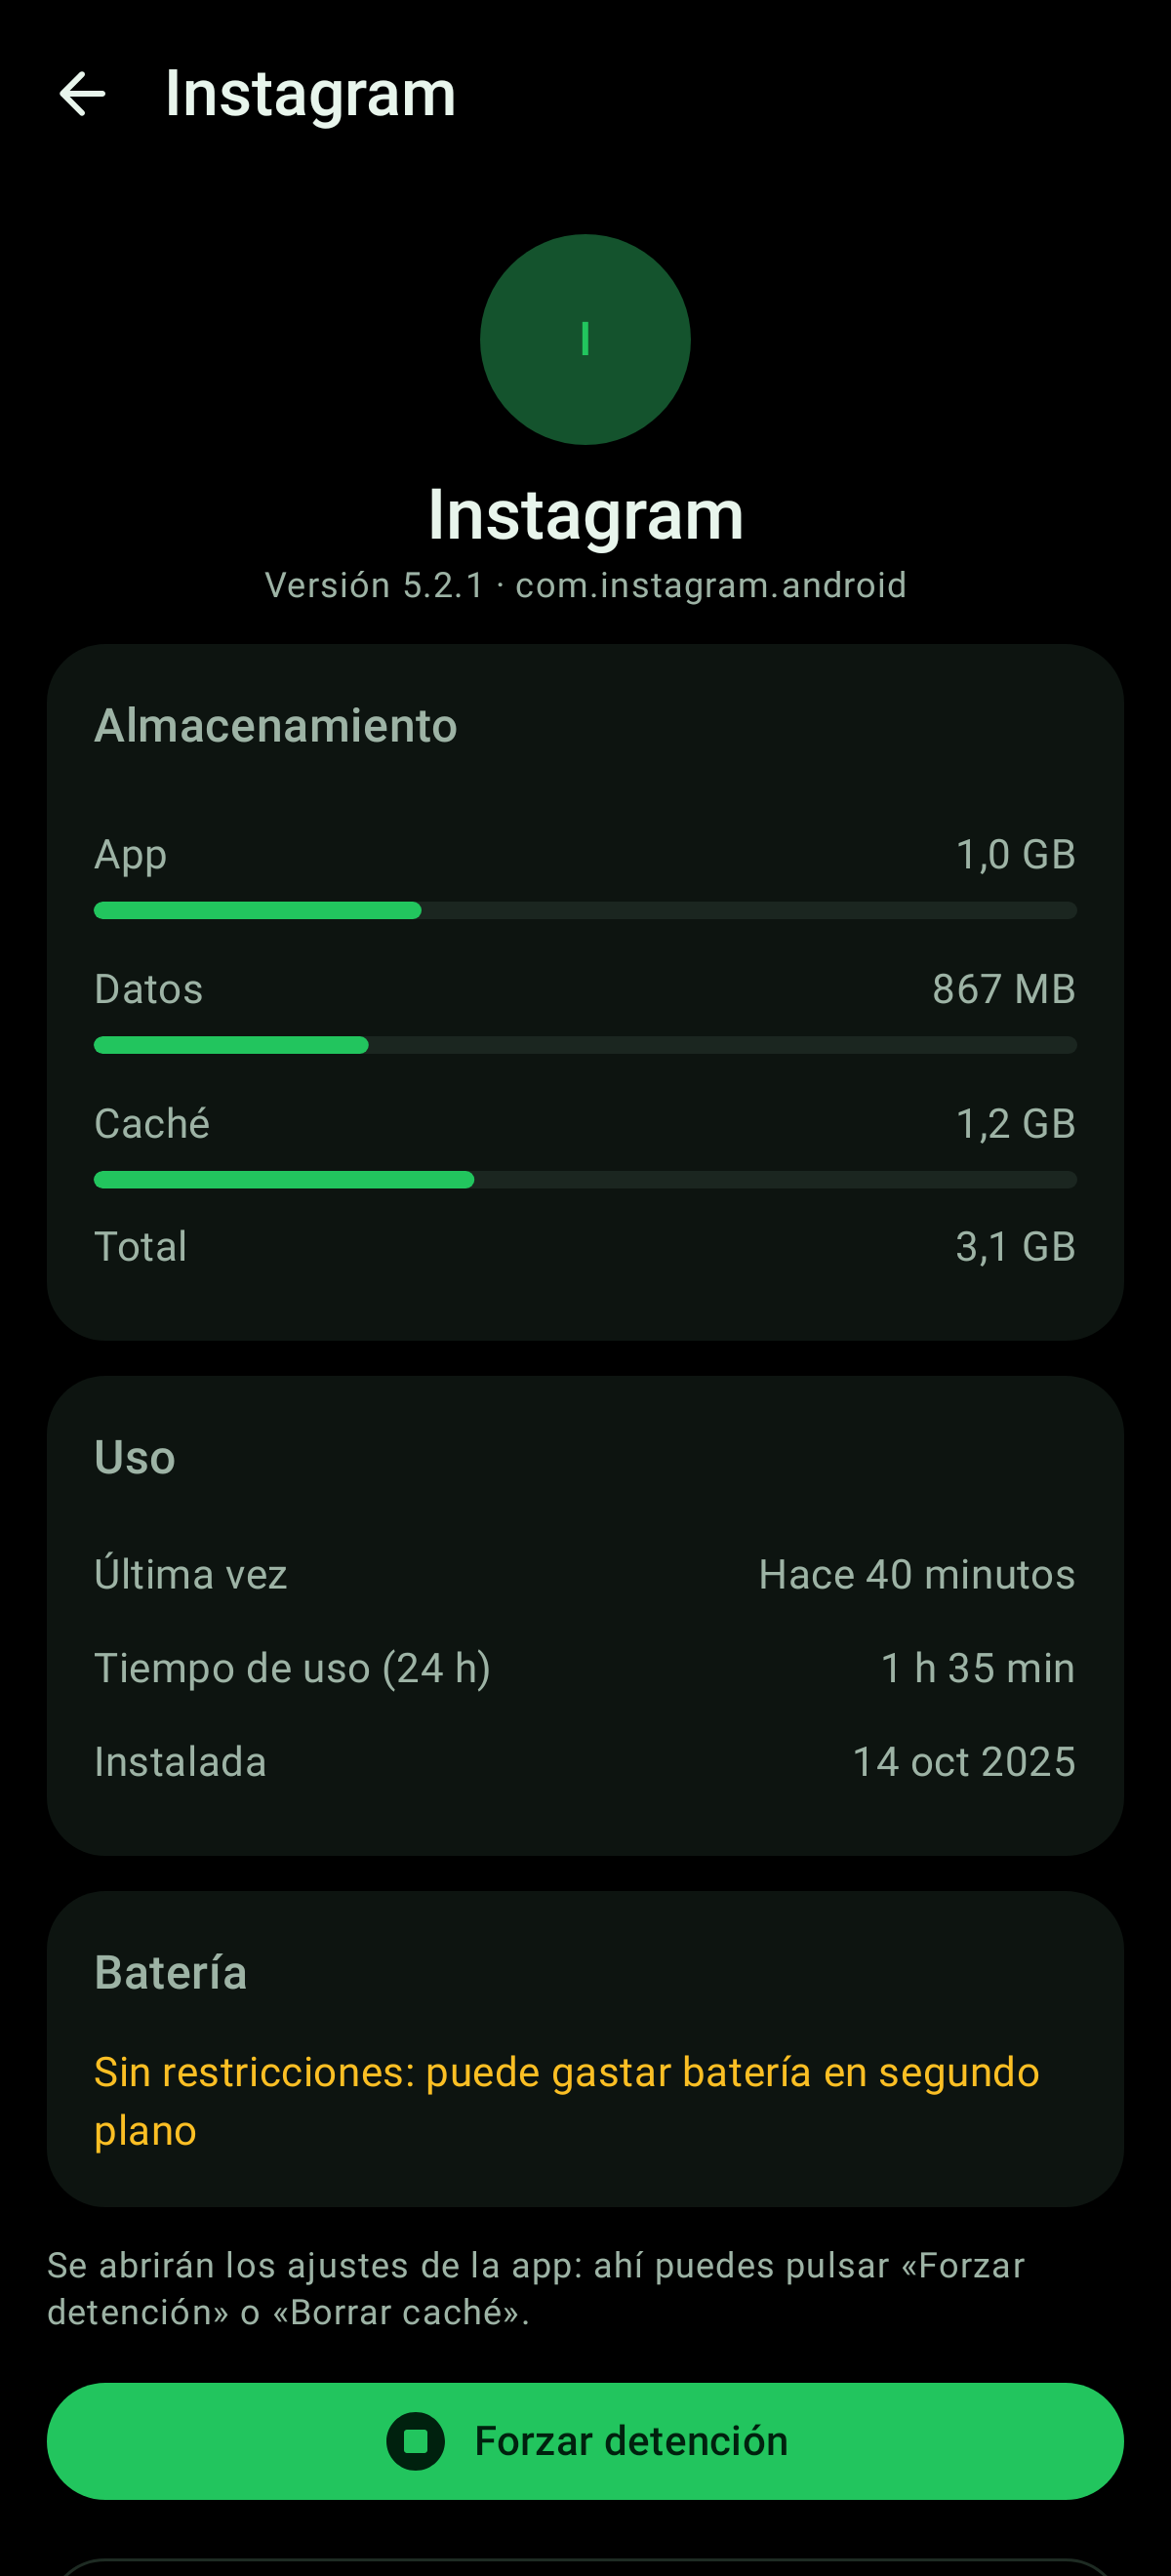 Instagram
I
Instagram
Versión 5.2.1 · com.instagram.android
Almacenamiento
App 1,0 GB
Datos 867 MB
Caché 1,2 GB
Total 3,1 GB
Uso
Última vez Hace 40 minutos
Tiempo de uso (24 h) 1 h 35 min
Instalada 14 oct 2025
Batería
Sin restricciones: puede gastar batería en segundo
plano
Se abrirán los ajustes de la app: ahí puedes pulsar «Forzar
detención» o «Borrar caché».
Forzar detención